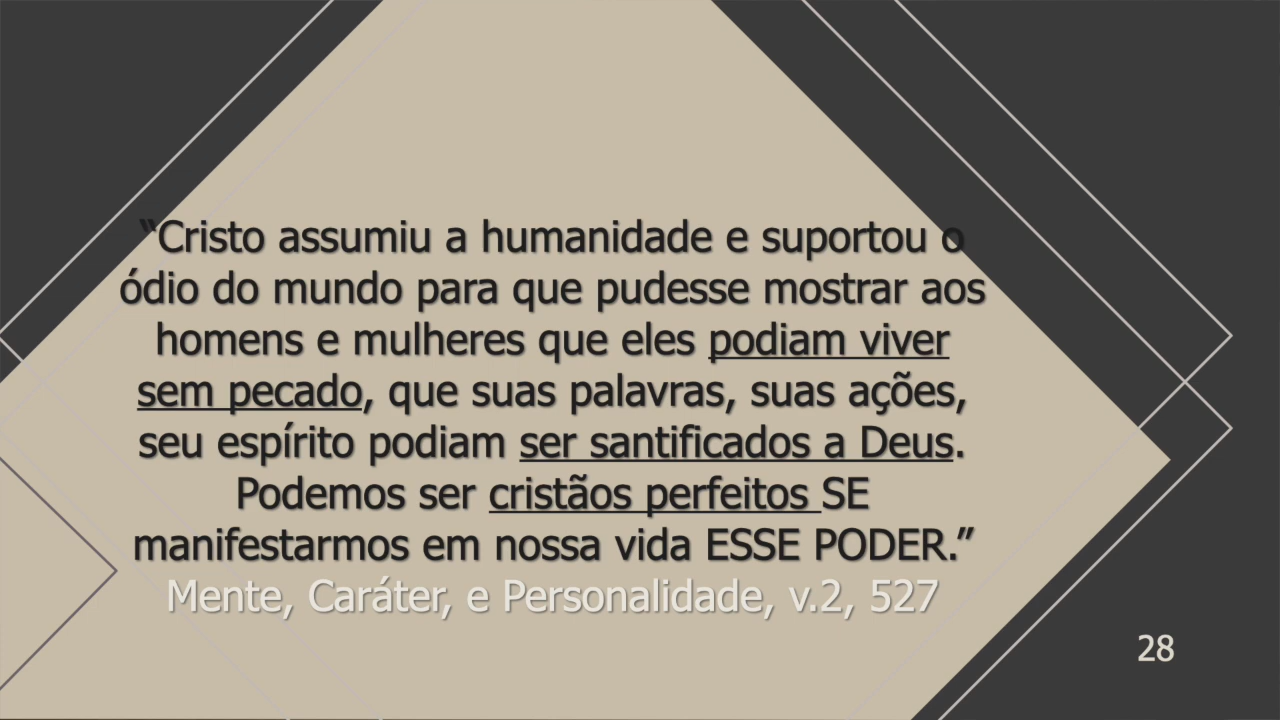 “Cristo assumiu a humanidade e suportou o
ódio do mundo para que pudesse mostrar aos
homens e mulheres que eles podiam viver
sem pecado, que suas palavras, suas ações,
seu espírito podiam ser santificados a Deus.
Podemos ser cristãos perfeitos SE
manifestarmos em nossa vida ESSE PODER.”
Mente, Caráter, e Personalidade, v.2, 527
28